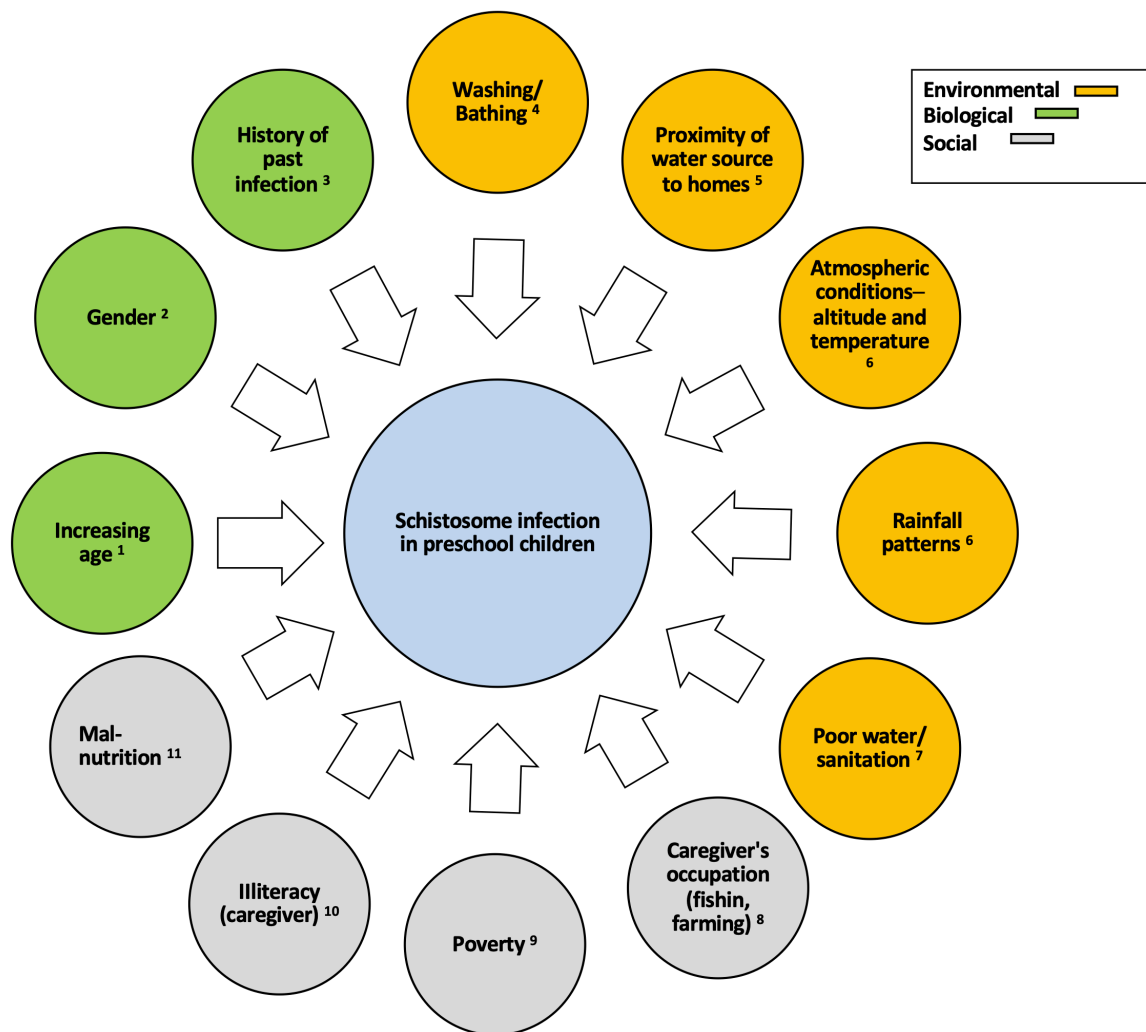 Washing/
Bathing 4
Proximity of
water source
to homes 5
Atmospheric
conditions–
altitude and
temperature
6
Rainfall
patterns 6
Poor water/
sanitation 7
Caregiver's
occupation
(fishin,
farming) 8
Poverty 9
Illiteracy
(caregiver) 10
Mal-
nutrition 11
Increasing
age 1
Gender 2
History of
past
infection 3
Schistosome infection
in preschool children
Environmental
Biological
Social